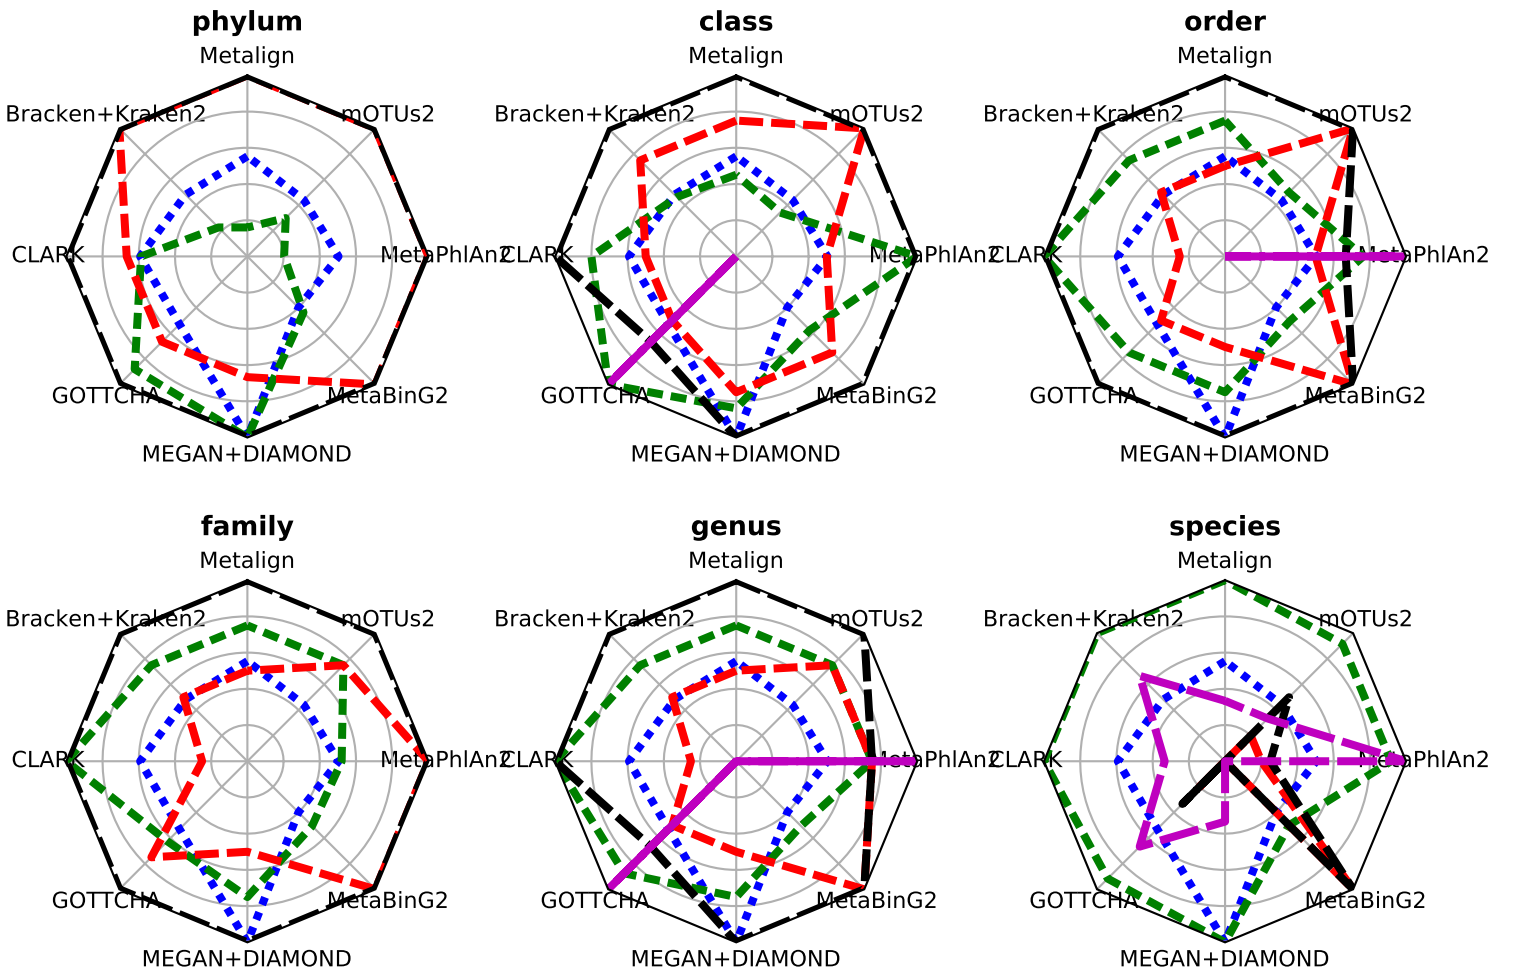 phylum
class
order
Metalign
Metalign
Metalign
Bracken+Kraken2
mOTUs2
Bracken+Kraken2
mOTUs2
Bracken+Kraken2
mOTUs2
CLARK
MetaPhlAn2
CLARK
MetaPhlAn2
CLARK
MetaPhlAn2
GOTTCHA
MetaBinG2
GOTTCHA
MetaBinG2
GOTTCHA
MetaBinG2
MEGAN+DIAMOND
MEGAN+DIAMOND
MEGAN+DIAMOND
family
genus
species
Metalign
Metalign
Metalign
Bracken+Kraken2
mOTUs2
Bracken+Kraken2
mOTUs2
Bracken+Kraken2
mOTUs2
CLARK
MetaPhlAn2
CLARK
MetaPhlAn2
CLARK
MetaPhlAn2
GOTTCHA
MetaBinG2
GOTTCHA
MetaBinG2
GOTTCHA
MetaBinG2
MEGAN+DIAMOND
MEGAN+DIAMOND
MEGAN+DIAMOND